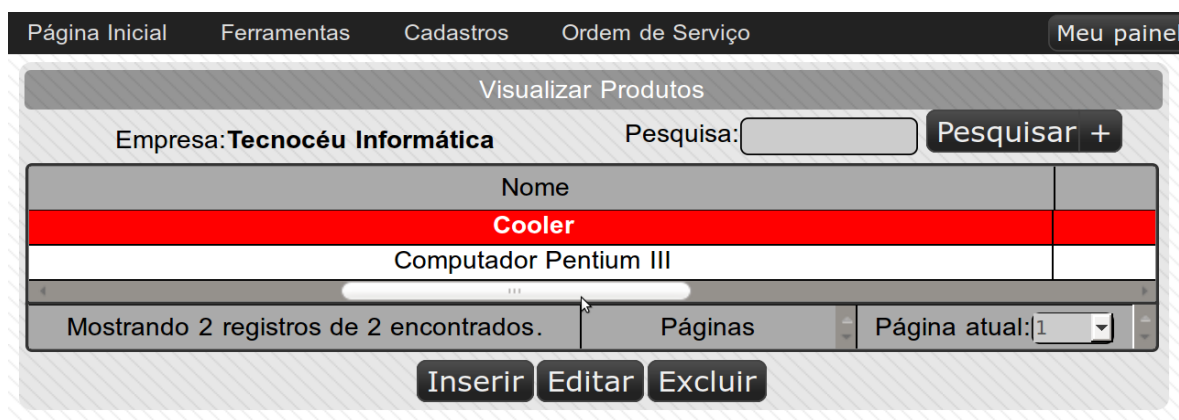 Página Inicial Ferramentas Cadastros Ordem de Serviço Meu painel
Visualizar Produtos
Empresa:Tecnocéu Informática Pesquisa: Pesquisar +
Nome
Cooler
Computador Pentium III
Mostrando 2 registros de 2 encontrados. Páginas Página atual:1
Inserir Editar Excluir